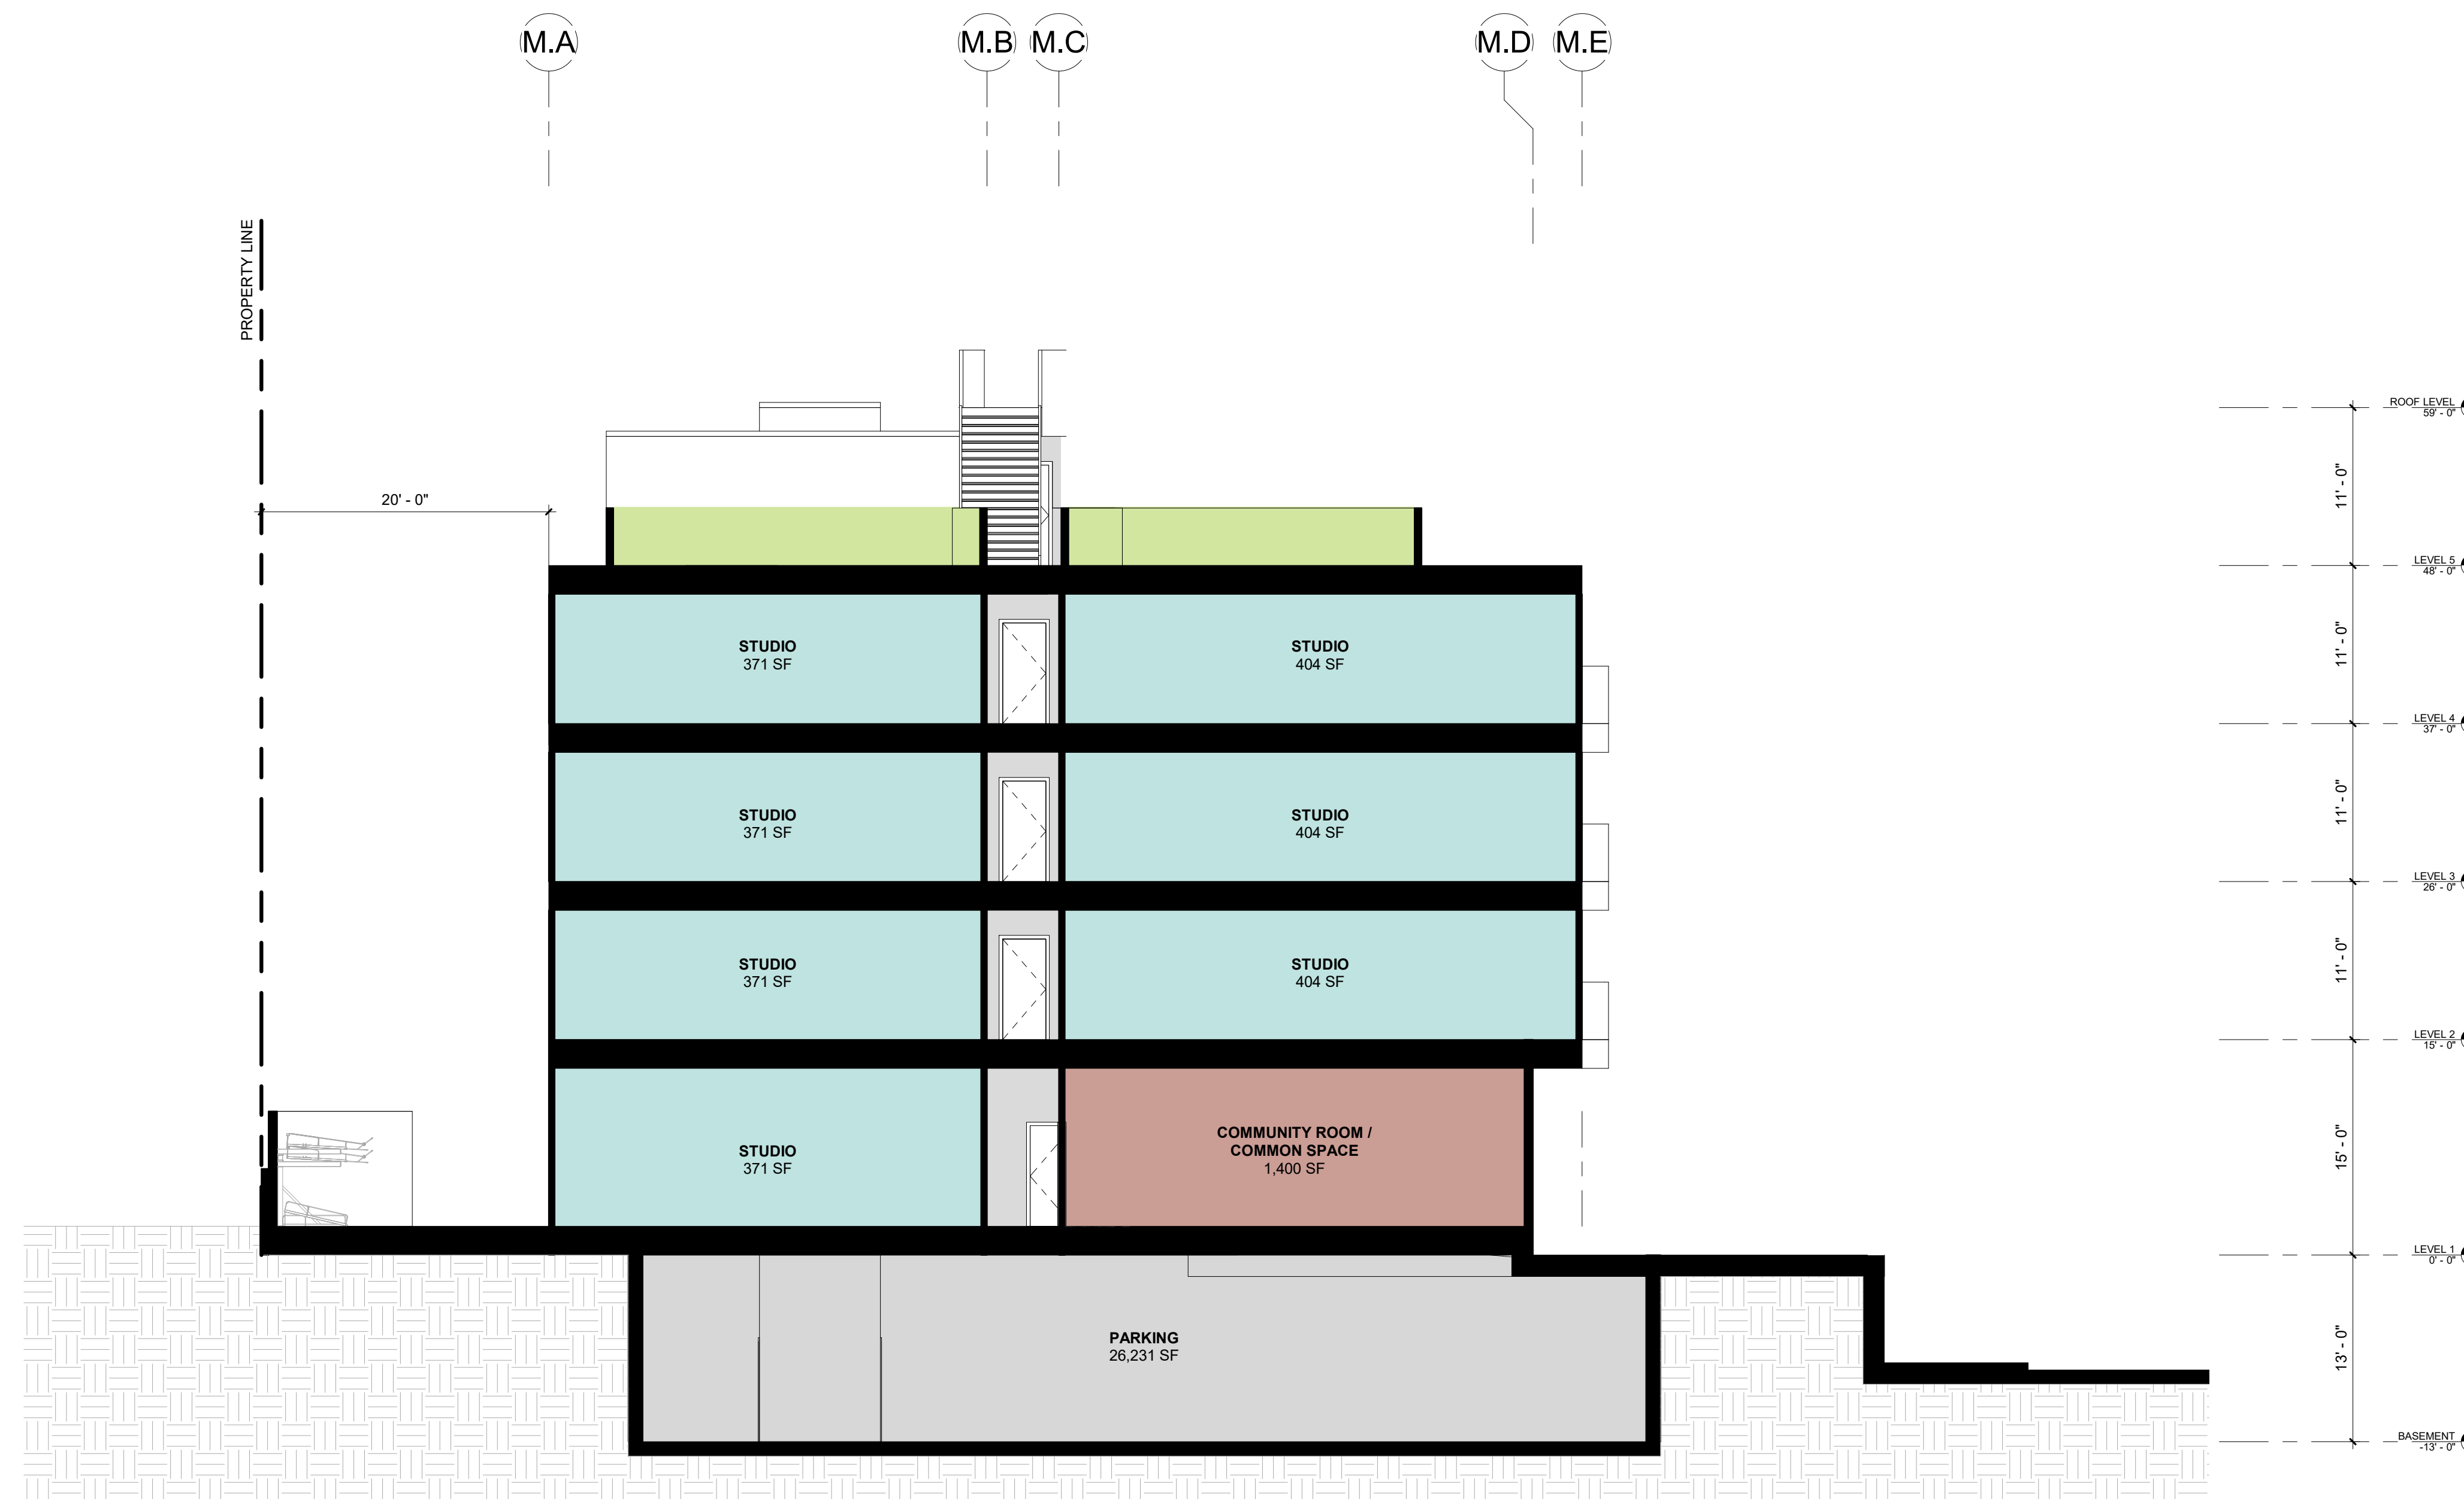 M.A
M.B
M.C
M.D
M.E
PROPERTY LINE
20' - 0"
ROOF LEVEL
59' - 0"
11' - 0"
LEVEL 5
48' - 0"
STUDIO
371 SF
STUDIO
404 SF
11' - 0"
LEVEL 4
37' - 0"
STUDIO
371 SF
STUDIO
404 SF
11' - 0"
LEVEL 3
26' - 0"
STUDIO
371 SF
STUDIO
404 SF
11' - 0"
LEVEL 2
15' - 0"
STUDIO
371 SF
COMMUNITY ROOM /
COMMON SPACE
1,400 SF
15' - 0"
LEVEL 1
0' - 0"
PARKING
26,231 SF
13' - 0"
BASEMENT
-13' - 0"